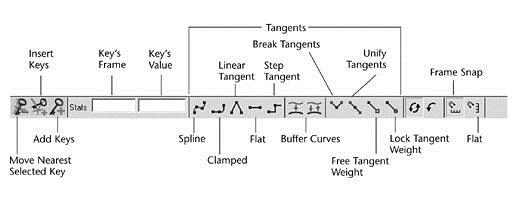 Tangents
Insert
Keys
Key's
Frame
Key's
Value
Linear
Tangent
Step
Tangent
Break Tangents
Unify
Tangents
Frame Snap
Stats
Add Keys
Spline
Flat
Buffer Curves
Lock Tangent
Weight
Flat
Move Nearest
Selected Key
Clamped
Free Tangent
Weight